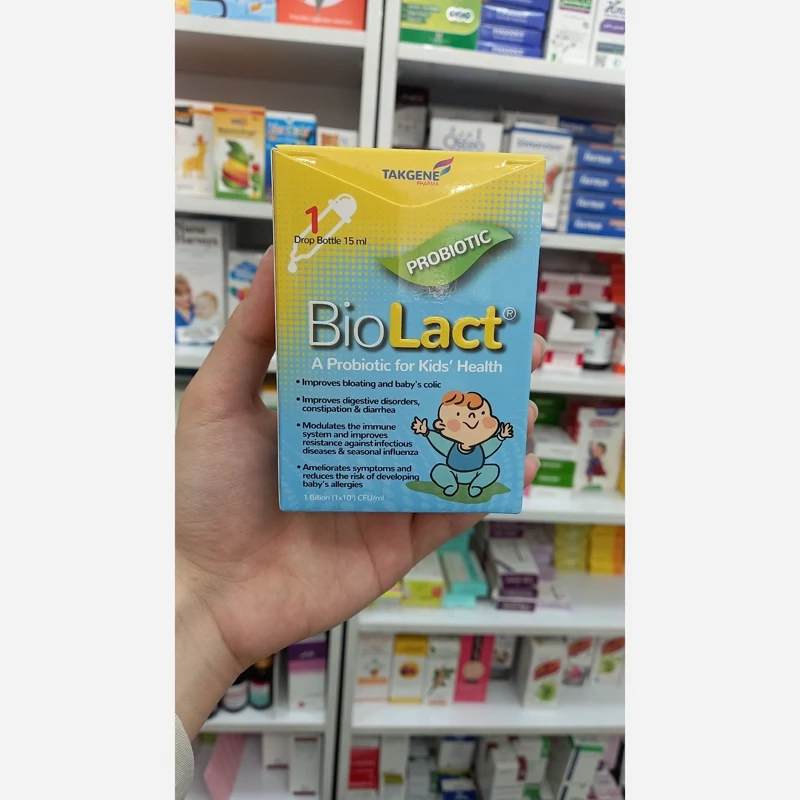 TAKGENE
PHARMA
1
Drop Bottle 15 ml
PROBIOTIC
BioLact®
A Probiotic for Kids' Health
• Improves bloating and baby's colic
• Improves digestive disorders,
constipation & diarrhea
• Modulates the immune
system and improves
resistance against infectious
diseases & seasonal influenza
• Ameliorates symptoms and
reduces the risk of developing
baby's allergies
1 Billion (1x10⁹) CFU/ml